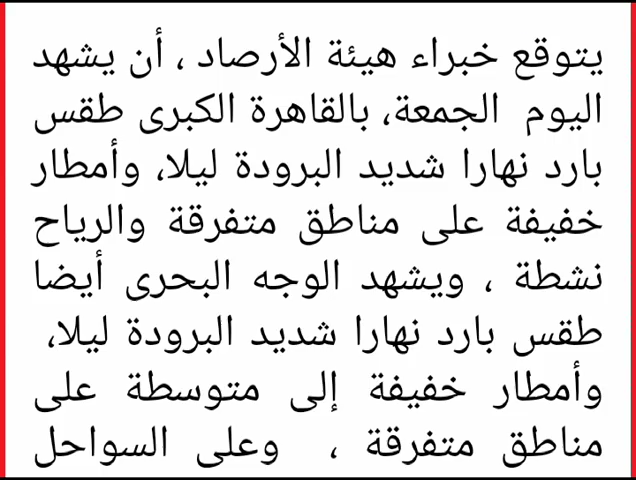 يتوقع خبراء هيئة الأرصاد ، أن يشهد
اليوم الجمعة، بالقاهرة الكبرى طقس
بارد نهارا شديد البرودة ليلا، وأمطار
خفيفة على مناطق متفرقة والرياح
نشطة ، ويشهد الوجه البحرى أيضا
طقس بارد نهارا شديد البرودة ليلا،
وأمطار خفيفة إلى متوسطة على
مناطق متفرقة ، وعلى السواحل